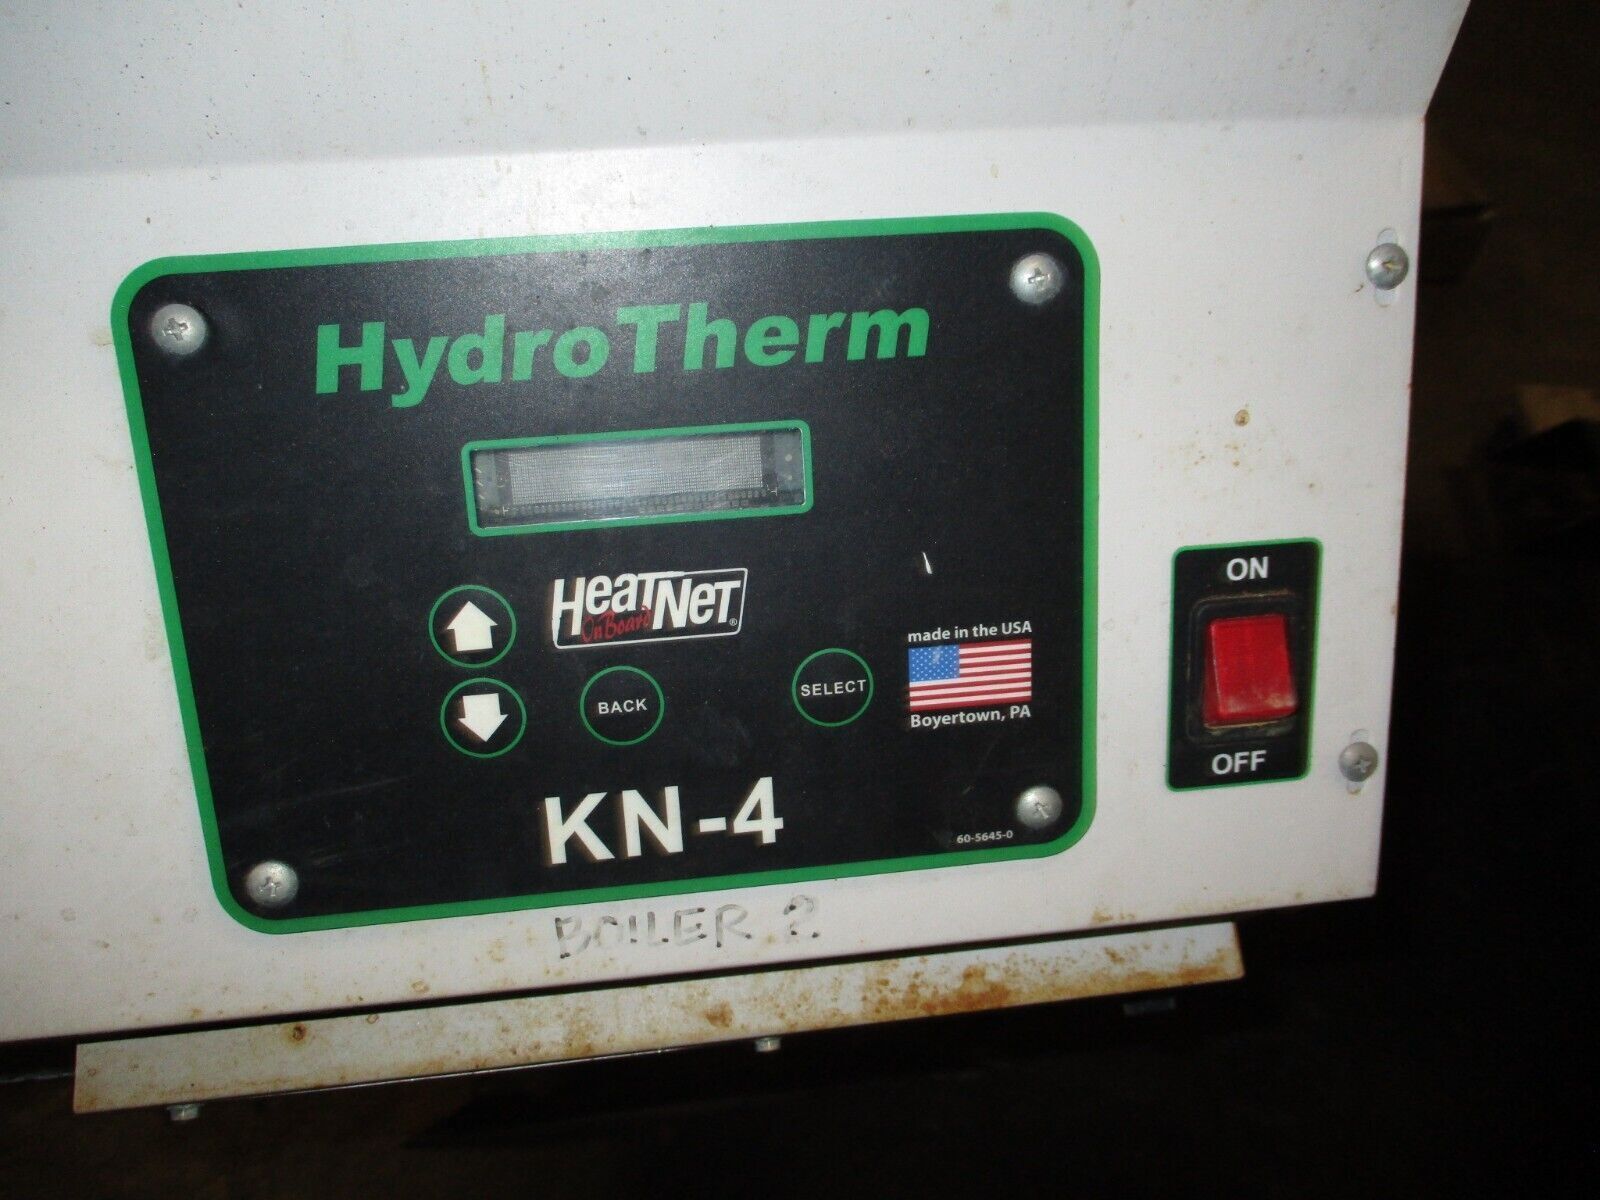 HydroTherm
HeatNet
OnBoard
®
made in the USA
SELECT
BACK
Boyertown, PA
KN-4
60-5645-0
ON
OFF
BOILER 2